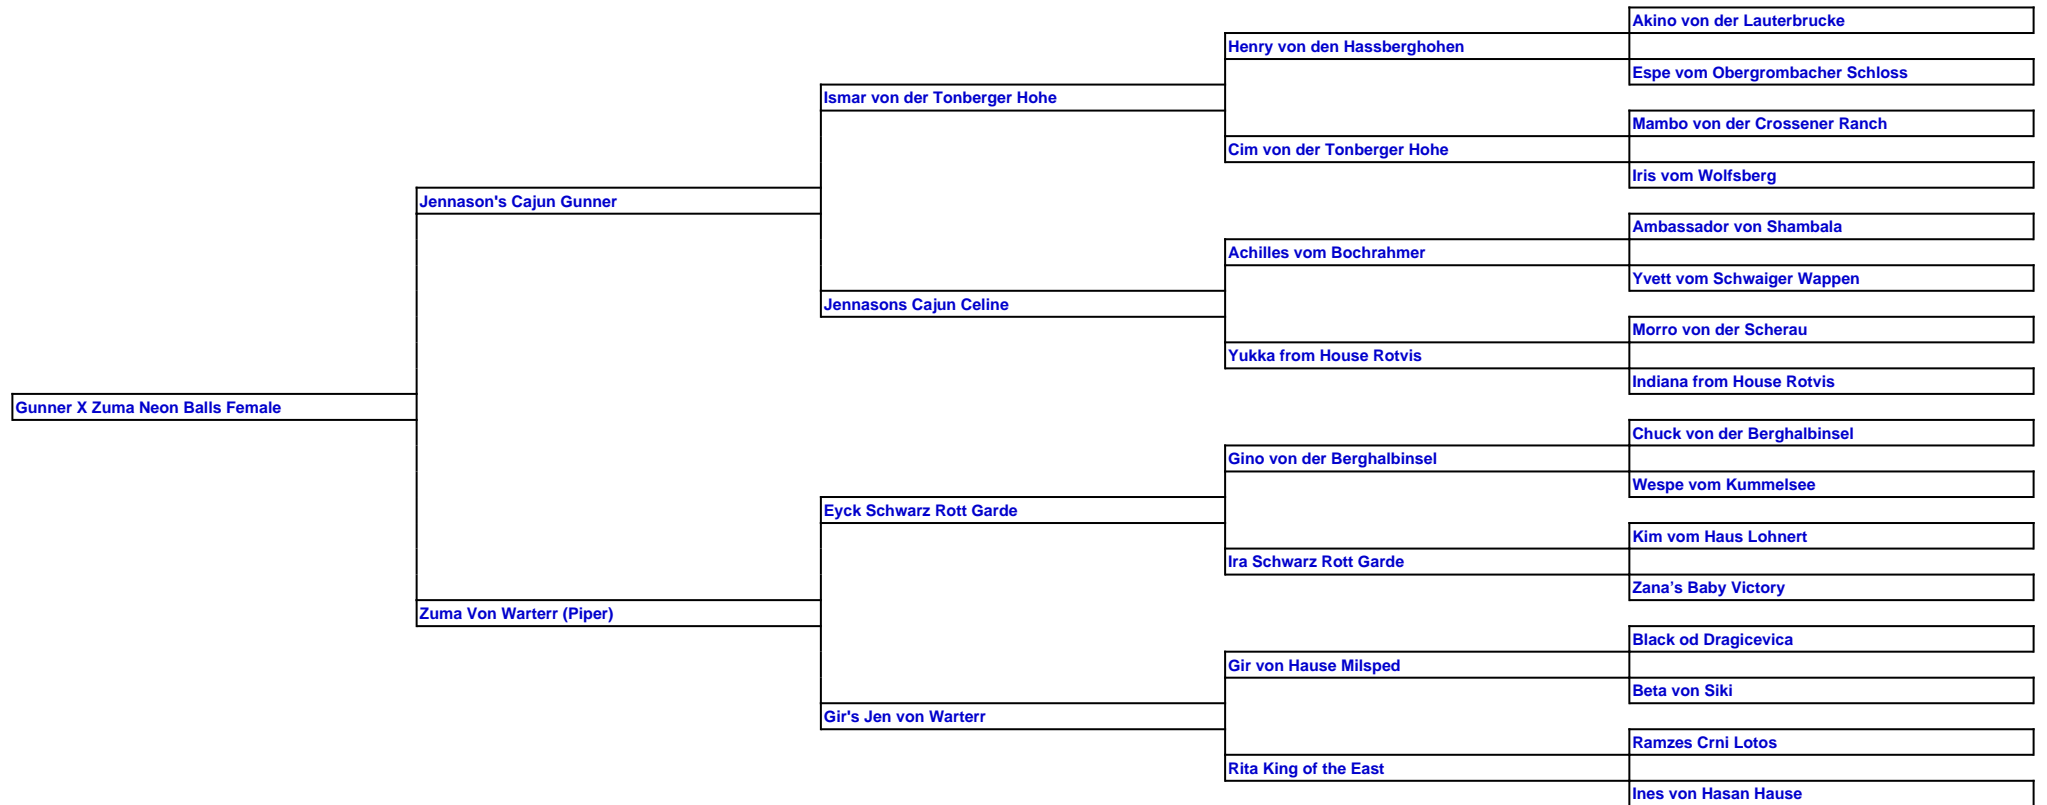 Akino von der Lauterbrucke
Henry von den Hassberghohen
Espe vom Obergrombacher Schloss
Ismar von der Tonberger Hohe
Mambo von der Crossener Ranch
Cim von der Tonberger Hohe
Iris vom Wolfsberg
Jennason's Cajun Gunner
Ambassador von Shambala
Achilles vom Bochrahmer
Yvett vom Schwaiger Wappen
Jennasons Cajun Celine
Morro von der Scherau
Yukka from House Rotvis
Indiana from House Rotvis
Gunner X Zuma Neon Balls Female
Chuck von der Berghalbinsel
Gino von der Berghalbinsel
Wespe vom Kummelsee
Eyck Schwarz Rott Garde
Kim vom Haus Lohnert
Ira Schwarz Rott Garde
Zana’s Baby Victory
Zuma Von Warterr (Piper)
Black od Dragicevica
Gir von Hause Milsped
Beta von Siki
Gir's Jen von Warterr
Ramzes Crni Lotos
Rita King of the East
Ines von Hasan Hause